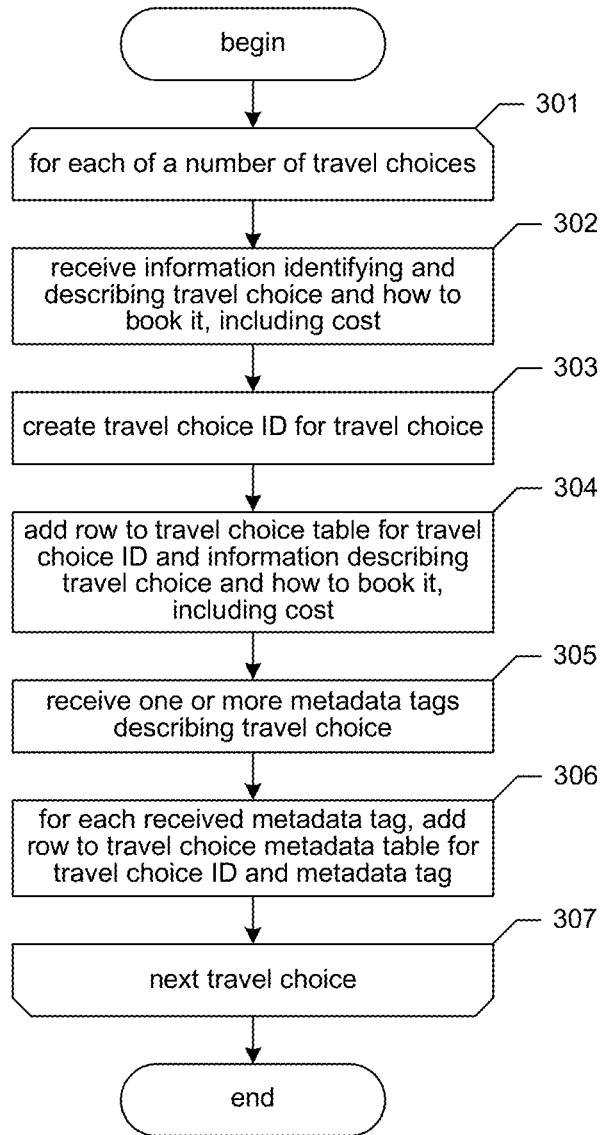 begin
301
for each of a number of travel choices
302
receive information identifying and
describing travel choice and how to
book it, including cost
303
create travel choice ID for travel choice
304
add row to travel choice table for travel
choice ID and information describing
travel choice and how to book it,
including cost
305
receive one or more metadata tags
describing travel choice
306
for each received metadata tag, add
row to travel choice metadata table for
travel choice ID and metadata tag
307
next travel choice
end